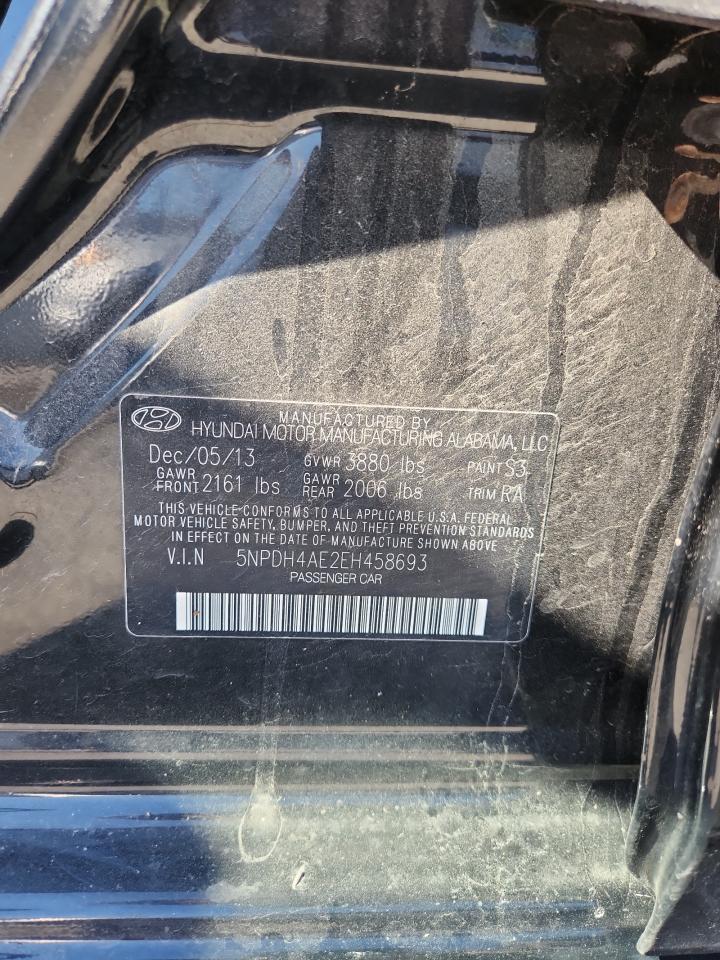 MANUFACTURED BY
HYUNDAI MOTOR MANUFACTURING ALABAMA, LLC
Dec/05/13 GVWR 3880 lbs PAINT S3
GAWR FRONT 2161 lbs GAWR REAR 2006 lbs TRIM RA
THIS VEHICLE CONFORMS TO ALL APPLICABLE U.S.A. FEDERAL
MOTOR VEHICLE SAFETY, BUMPER, AND THEFT PREVENTION STANDARDS
IN EFFECT ON THE DATE OF MANUFACTURE SHOWN ABOVE
V.I.N 5NPDH4AE2EH458693
PASSENGER CAR